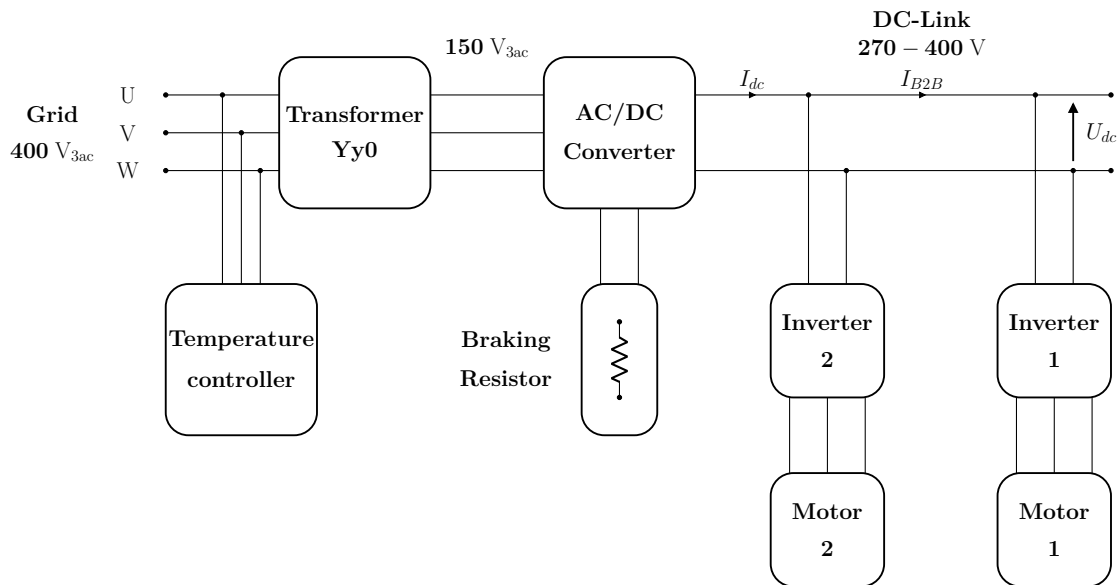 DC-Link
270 – 400 V
150 V3ac
Grid
400 V3ac
U
V
W
Transformer
Yy0
AC/DC
Converter
Idc
IB2B
Udc
Temperature
controller
Braking
Resistor
Inverter
2
Inverter
1
Motor
2
Motor
1